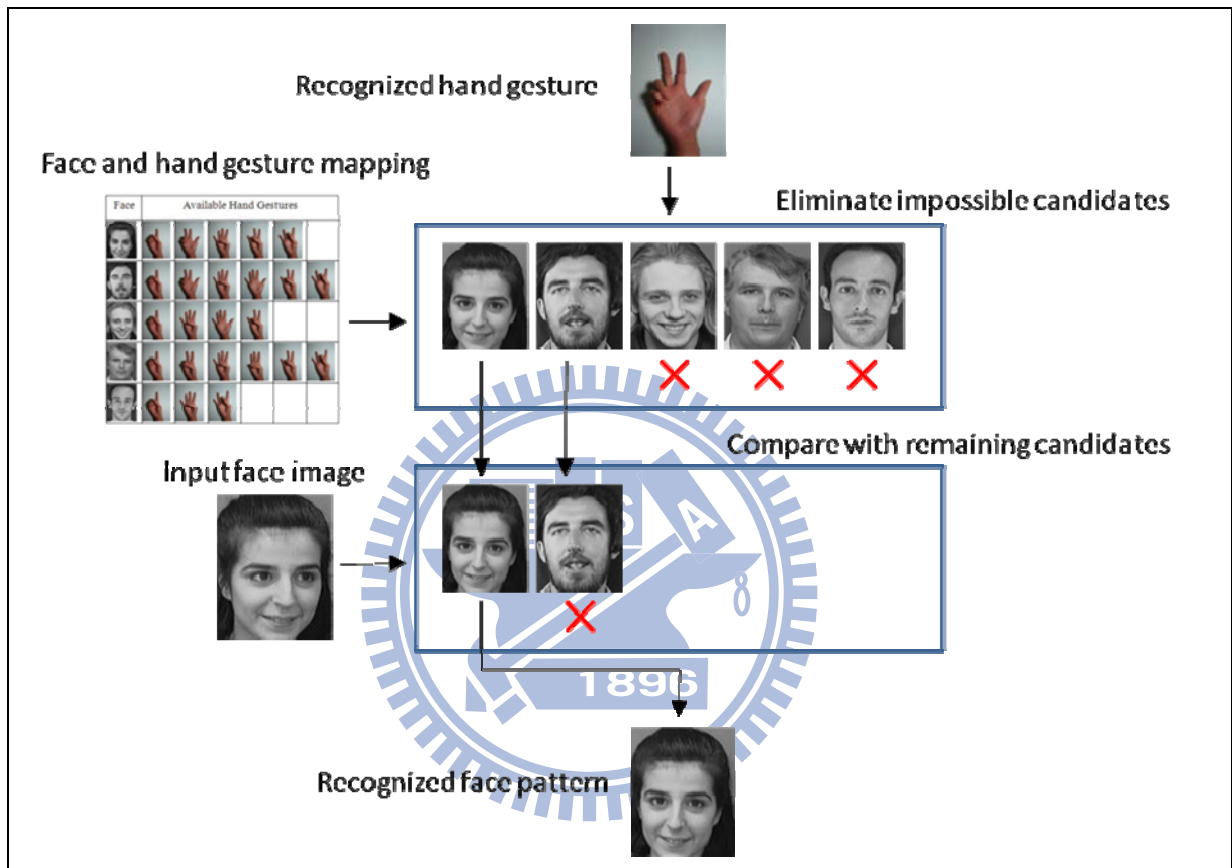 Recognized hand gesture
Face and hand gesture mapping
Face Available Hand Gestures
Eliminate impossible candidates
Compare with remaining candidates
Input face image
S A
8
1896
Recognized face pattern